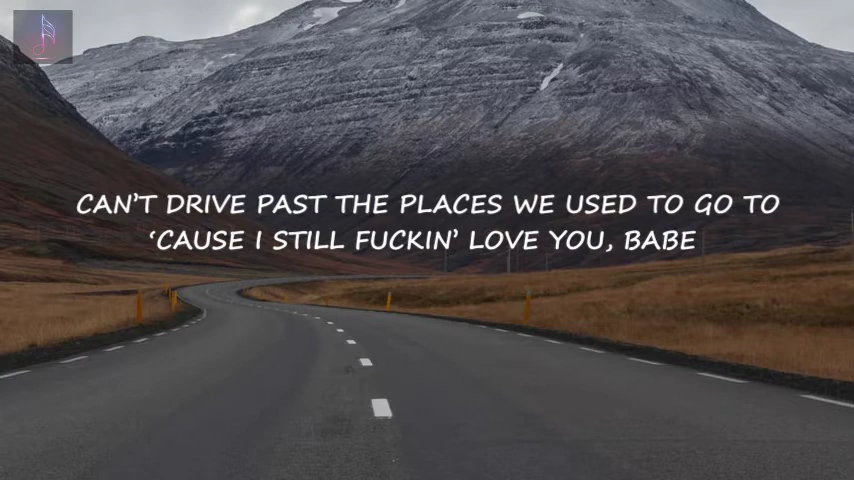 CAN’T DRIVE PAST THE PLACES WE USED TO GO TO
‘CAUSE I STILL FUCKIN’ LOVE YOU, BABE